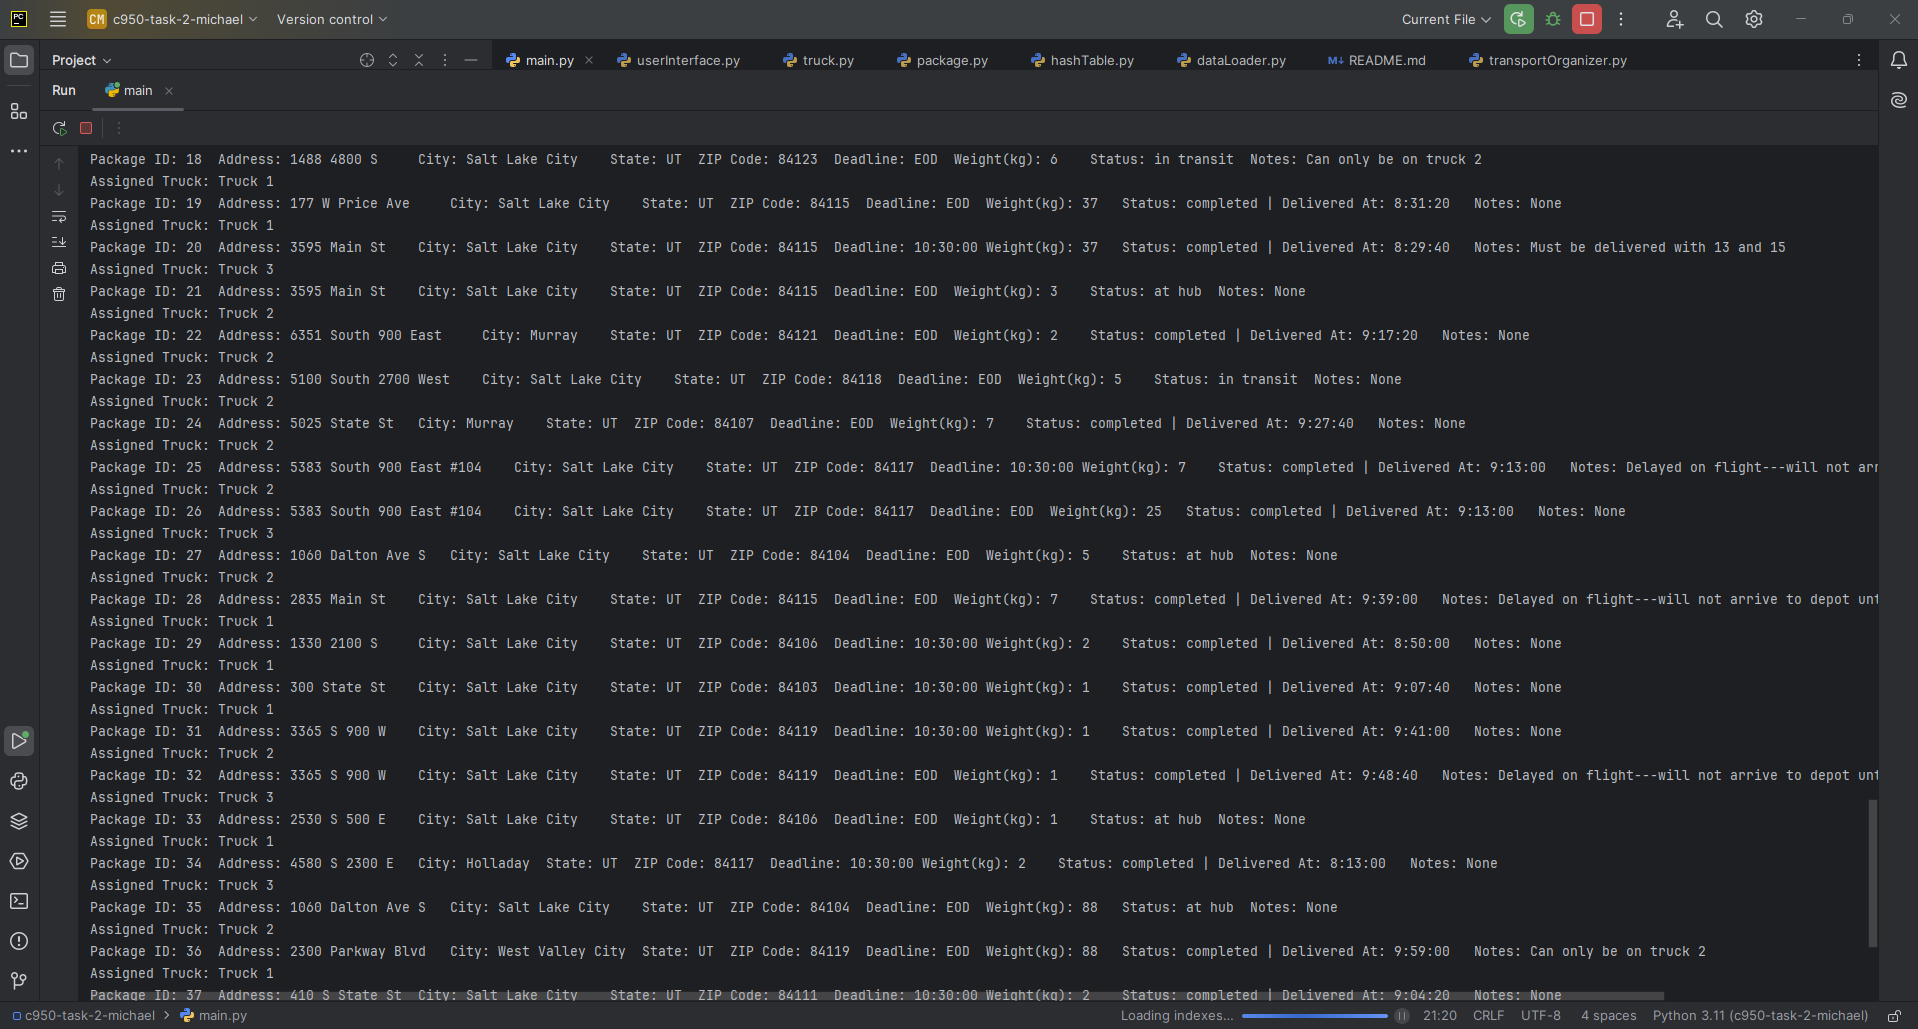 PC
CM c950-task-2-michael Version control Current File
Project main.py userInterface.py truck.py package.py hashTable.py dataLoader.py M↓ README.md transportOrganizer.py
Run main
Package ID: 18 Address: 1488 4800 S City: Salt Lake City State: UT ZIP Code: 84123 Deadline: EOD Weight(kg): 6 Status: in transit Notes: Can only be on truck 2
Assigned Truck: Truck 1
Package ID: 19 Address: 177 W Price Ave City: Salt Lake City State: UT ZIP Code: 84115 Deadline: EOD Weight(kg): 37 Status: completed | Delivered At: 8:31:20 Notes: None
Assigned Truck: Truck 1
Package ID: 20 Address: 3595 Main St City: Salt Lake City State: UT ZIP Code: 84115 Deadline: 10:30:00 Weight(kg): 37 Status: completed | Delivered At: 8:29:40 Notes: Must be delivered with 13 and 15
Assigned Truck: Truck 3
Package ID: 21 Address: 3595 Main St City: Salt Lake City State: UT ZIP Code: 84115 Deadline: EOD Weight(kg): 3 Status: at hub Notes: None
Assigned Truck: Truck 2
Package ID: 22 Address: 6351 South 900 East City: Murray State: UT ZIP Code: 84121 Deadline: EOD Weight(kg): 2 Status: completed | Delivered At: 9:17:20 Notes: None
Assigned Truck: Truck 2
Package ID: 23 Address: 5100 South 2700 West City: Salt Lake City State: UT ZIP Code: 84118 Deadline: EOD Weight(kg): 5 Status: in transit Notes: None
Assigned Truck: Truck 2
Package ID: 24 Address: 5025 State St City: Murray State: UT ZIP Code: 84107 Deadline: EOD Weight(kg): 7 Status: completed | Delivered At: 9:27:40 Notes: None
Assigned Truck: Truck 2
Package ID: 25 Address: 5383 South 900 East #104 City: Salt Lake City State: UT ZIP Code: 84117 Deadline: 10:30:00 Weight(kg): 7 Status: completed | Delivered At: 9:13:00 Notes: Delayed on flight---will not arr
Assigned Truck: Truck 2
Package ID: 26 Address: 5383 South 900 East #104 City: Salt Lake City State: UT ZIP Code: 84117 Deadline: EOD Weight(kg): 25 Status: completed | Delivered At: 9:13:00 Notes: None
Assigned Truck: Truck 3
Package ID: 27 Address: 1060 Dalton Ave S City: Salt Lake City State: UT ZIP Code: 84104 Deadline: EOD Weight(kg): 5 Status: at hub Notes: None
Assigned Truck: Truck 2
Package ID: 28 Address: 2835 Main St City: Salt Lake City State: UT ZIP Code: 84115 Deadline: EOD Weight(kg): 7 Status: completed | Delivered At: 9:39:00 Notes: Delayed on flight---will not arrive to depot unt
Assigned Truck: Truck 1
Package ID: 29 Address: 1330 2100 S City: Salt Lake City State: UT ZIP Code: 84106 Deadline: 10:30:00 Weight(kg): 2 Status: completed | Delivered At: 8:50:00 Notes: None
Assigned Truck: Truck 1
Package ID: 30 Address: 300 State St City: Salt Lake City State: UT ZIP Code: 84103 Deadline: 10:30:00 Weight(kg): 1 Status: completed | Delivered At: 9:07:40 Notes: None
Assigned Truck: Truck 1
Package ID: 31 Address: 3365 S 900 W City: Salt Lake City State: UT ZIP Code: 84119 Deadline: 10:30:00 Weight(kg): 1 Status: completed | Delivered At: 9:41:00 Notes: None
Assigned Truck: Truck 2
Package ID: 32 Address: 3365 S 900 W City: Salt Lake City State: UT ZIP Code: 84119 Deadline: EOD Weight(kg): 1 Status: completed | Delivered At: 9:48:40 Notes: Delayed on flight---will not arrive to depot unt
Assigned Truck: Truck 3
Package ID: 33 Address: 2530 S 500 E City: Salt Lake City State: UT ZIP Code: 84106 Deadline: EOD Weight(kg): 1 Status: at hub Notes: None
Assigned Truck: Truck 1
Package ID: 34 Address: 4580 S 2300 E City: Holladay State: UT ZIP Code: 84117 Deadline: 10:30:00 Weight(kg): 2 Status: completed | Delivered At: 8:13:00 Notes: None
Assigned Truck: Truck 3
Package ID: 35 Address: 1060 Dalton Ave S City: Salt Lake City State: UT ZIP Code: 84104 Deadline: EOD Weight(kg): 88 Status: at hub Notes: None
Assigned Truck: Truck 2
Package ID: 36 Address: 2300 Parkway Blvd City: West Valley City State: UT ZIP Code: 84119 Deadline: EOD Weight(kg): 88 Status: completed | Delivered At: 9:59:00 Notes: Can only be on truck 2
Assigned Truck: Truck 1
Package ID: 37 Address: 410 S State St City: Salt Lake City State: UT ZIP Code: 84111 Deadline: 10:30:00 Weight(kg): 2 Status: completed | Delivered At: 9:04:20 Notes: None
c950-task-2-michael > main.py Loading indexes... 21:20 CRLF UTF-8 4 spaces Python 3.11 (c950-task-2-michael)